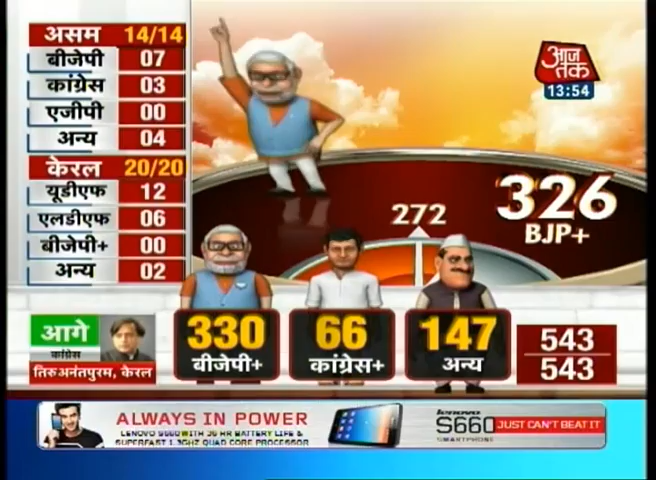 असम 14/14
बीजेपी 07
कांग्रेस 03
एजीपी 00
अन्य 04
केरल 20/20
यूडीएफ 12
एलडीएफ 06
बीजेपी+ 00
अन्य 02
आज
तक
13:54
272
326
BJP+
आगे
कांग्रेस
तिरुअनंतपुरम, केरल
330
बीजेपी+
66
कांग्रेस+
147
अन्य
543
543
ALWAYS IN POWER
LENOVO S660 WITH 36 HR BATTERY LIFE &
SUPERFAST 1.3GHZ QUAD CORE PROCESSOR
lenovo
S660
SMARTPHONE
JUST CAN'T BEAT IT